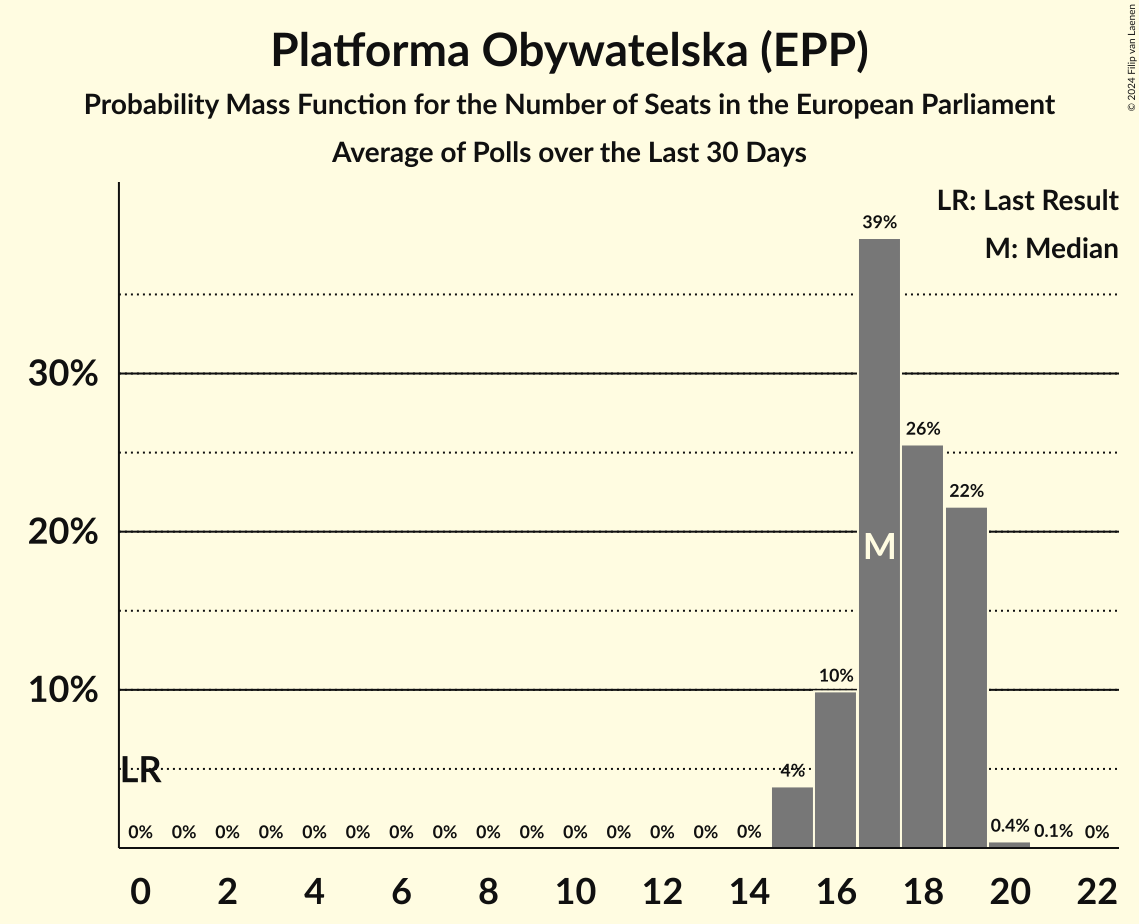 Platforma Obywatelska (EPP)
Probability Mass Function for the Number of Seats in the European Parliament
Average of Polls over the Last 30 Days
© 2024 Filip van Laenen
LR: Last Result
M: Median
39%
30%
26%
22%
20%
M
10%
10%
LR
4%
0% 0% 0% 0% 0% 0% 0% 0% 0% 0% 0% 0% 0% 0% 0% 0.4% 0.1% 0%
0 2 4 6 8 10 12 14 16 18 20 22